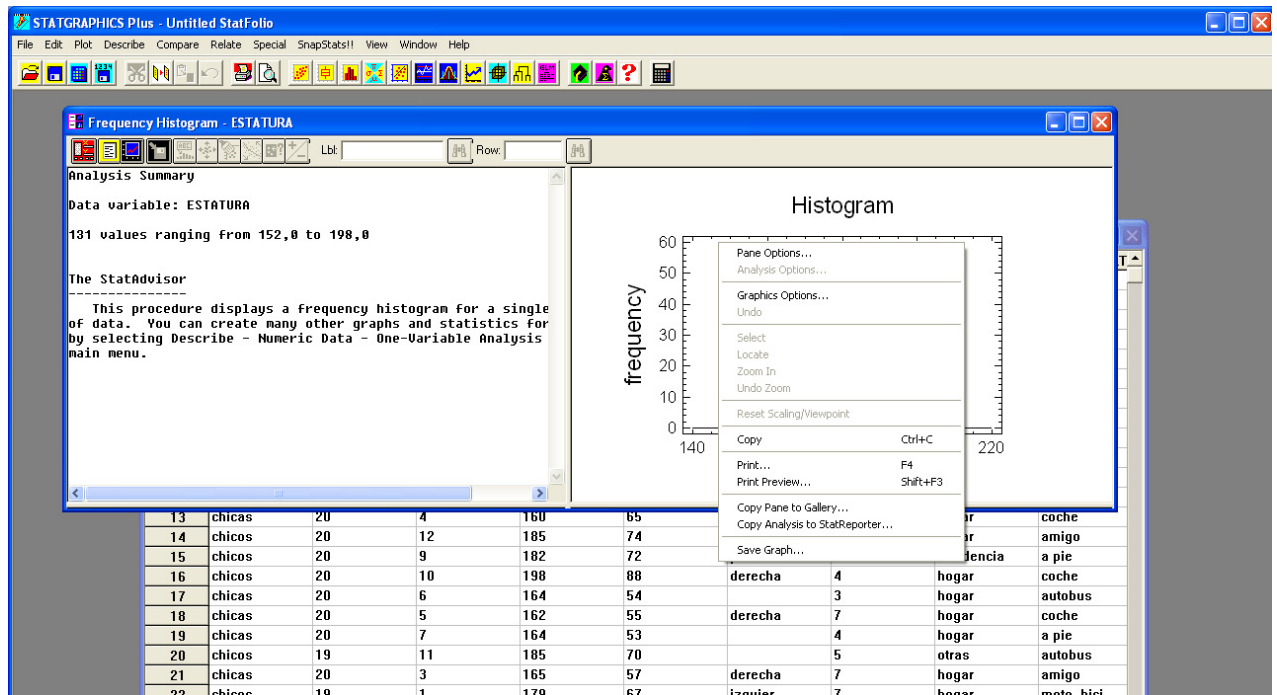 STATGRAPHICS Plus - Untitled StatFolio
File Edit Plot Describe Compare Relate Special SnapStats!! View Window Help
Frequency Histogram - ESTATURA
Lbl: Row:
Analysis Summary
Data variable: ESTATURA
131 values ranging from 152,0 to 198,0
The StatAdvisor
---------------
This procedure displays a frequency histogram for a single
of data. You can create many other graphs and statistics for
by selecting Describe - Numeric Data - One-Variable Analysis
main menu.
Histogram
frequency
60
50
40
30
20
10
0
140 220
Pane Options...
Analysis Options...
Graphics Options...
Undo
Select
Locate
Zoom In
Undo Zoom
Reset Scaling/Viewpoint
Copy Ctrl+C
Print... F4
Print Preview... Shift+F3
Copy Pane to Gallery...
Copy Analysis to StatReporter...
Save Graph...
13 chicas 20 4 160 65 coche
14 chicos 20 12 185 74 amigo
15 chicos 20 9 182 72 a pie
16 chicos 20 10 198 88 derecha 4 hogar coche
17 chicas 20 6 164 54 3 hogar autobus
18 chicas 20 5 162 55 derecha 7 hogar coche
19 chicas 20 7 164 53 4 hogar a pie
20 chicos 19 11 185 70 5 otras autobus
21 chicas 20 3 165 57 derecha 7 hogar amigo
22 chicos 19 1 179 67 izquier 7 hogar